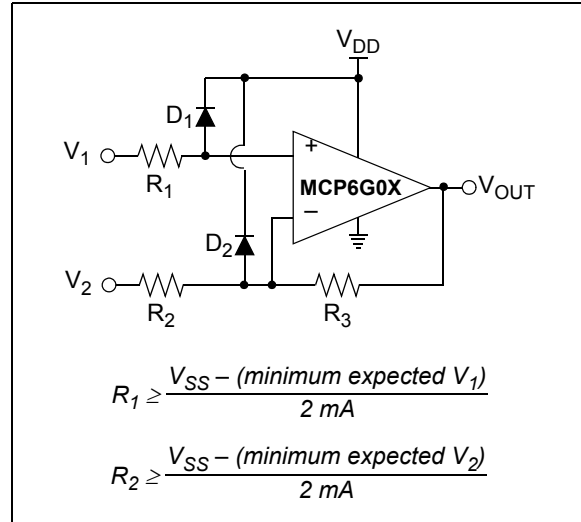 V_DD
D_1
V_1
R_1
+
MCP6G0X
–
V_OUT
D_2
V_2
R_2
R_3
R_1 ≥ V_SS – (minimum expected V_1) / 2 mA
R_2 ≥ V_SS – (minimum expected V_2) / 2 mA